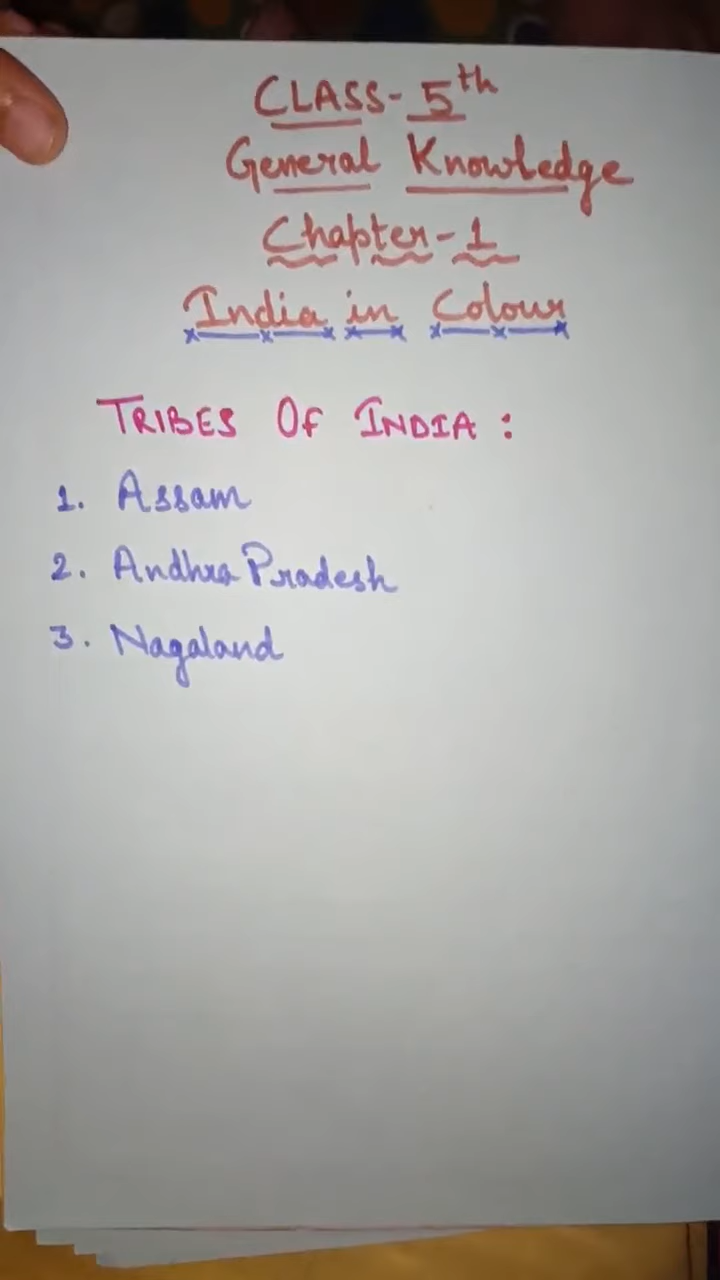 CLASS- 5th
General Knowledge
Chapter-1
India in Colour
TRIBES OF INDIA :
1. Assam
2. Andhra Pradesh
3. Nagaland